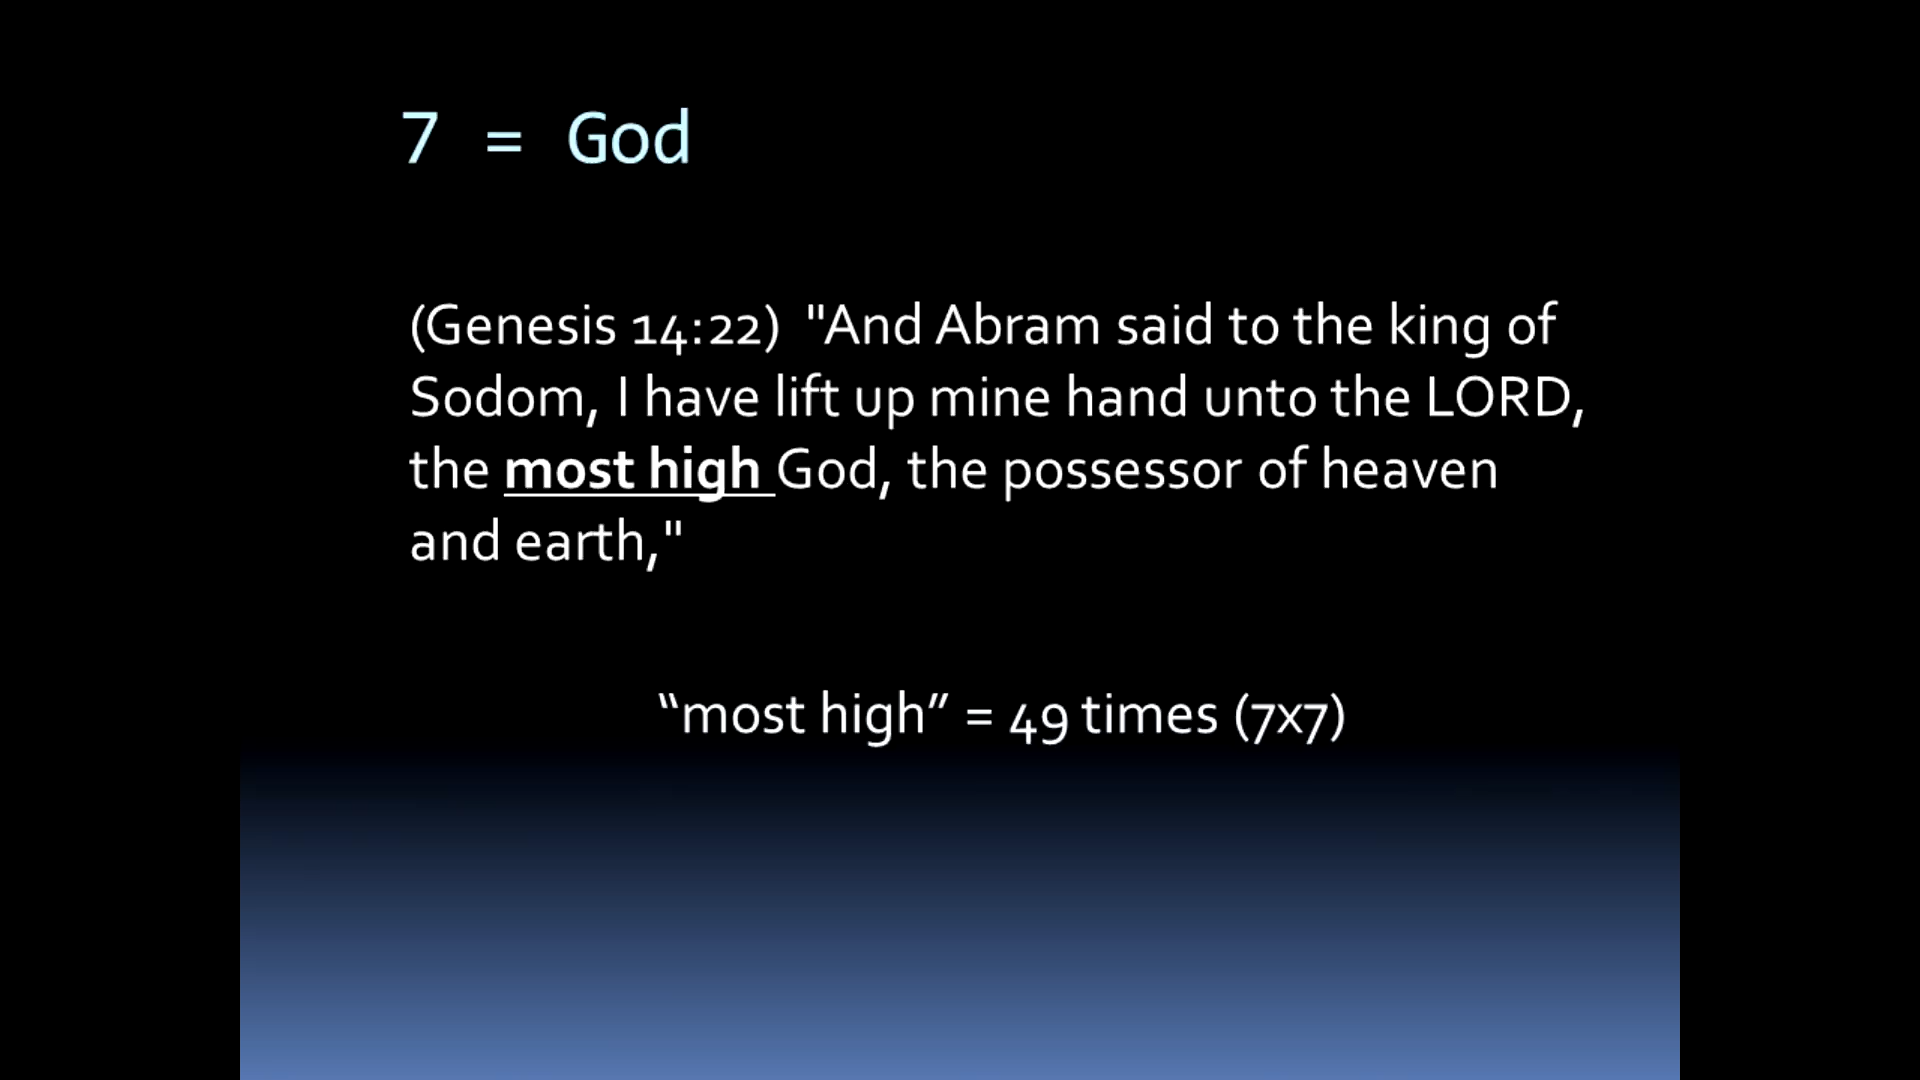 7 = God
(Genesis 14:22) "And Abram said to the king of
Sodom, I have lift up mine hand unto the LORD,
the most high God, the possessor of heaven
and earth,"
“most high” = 49 times (7x7)